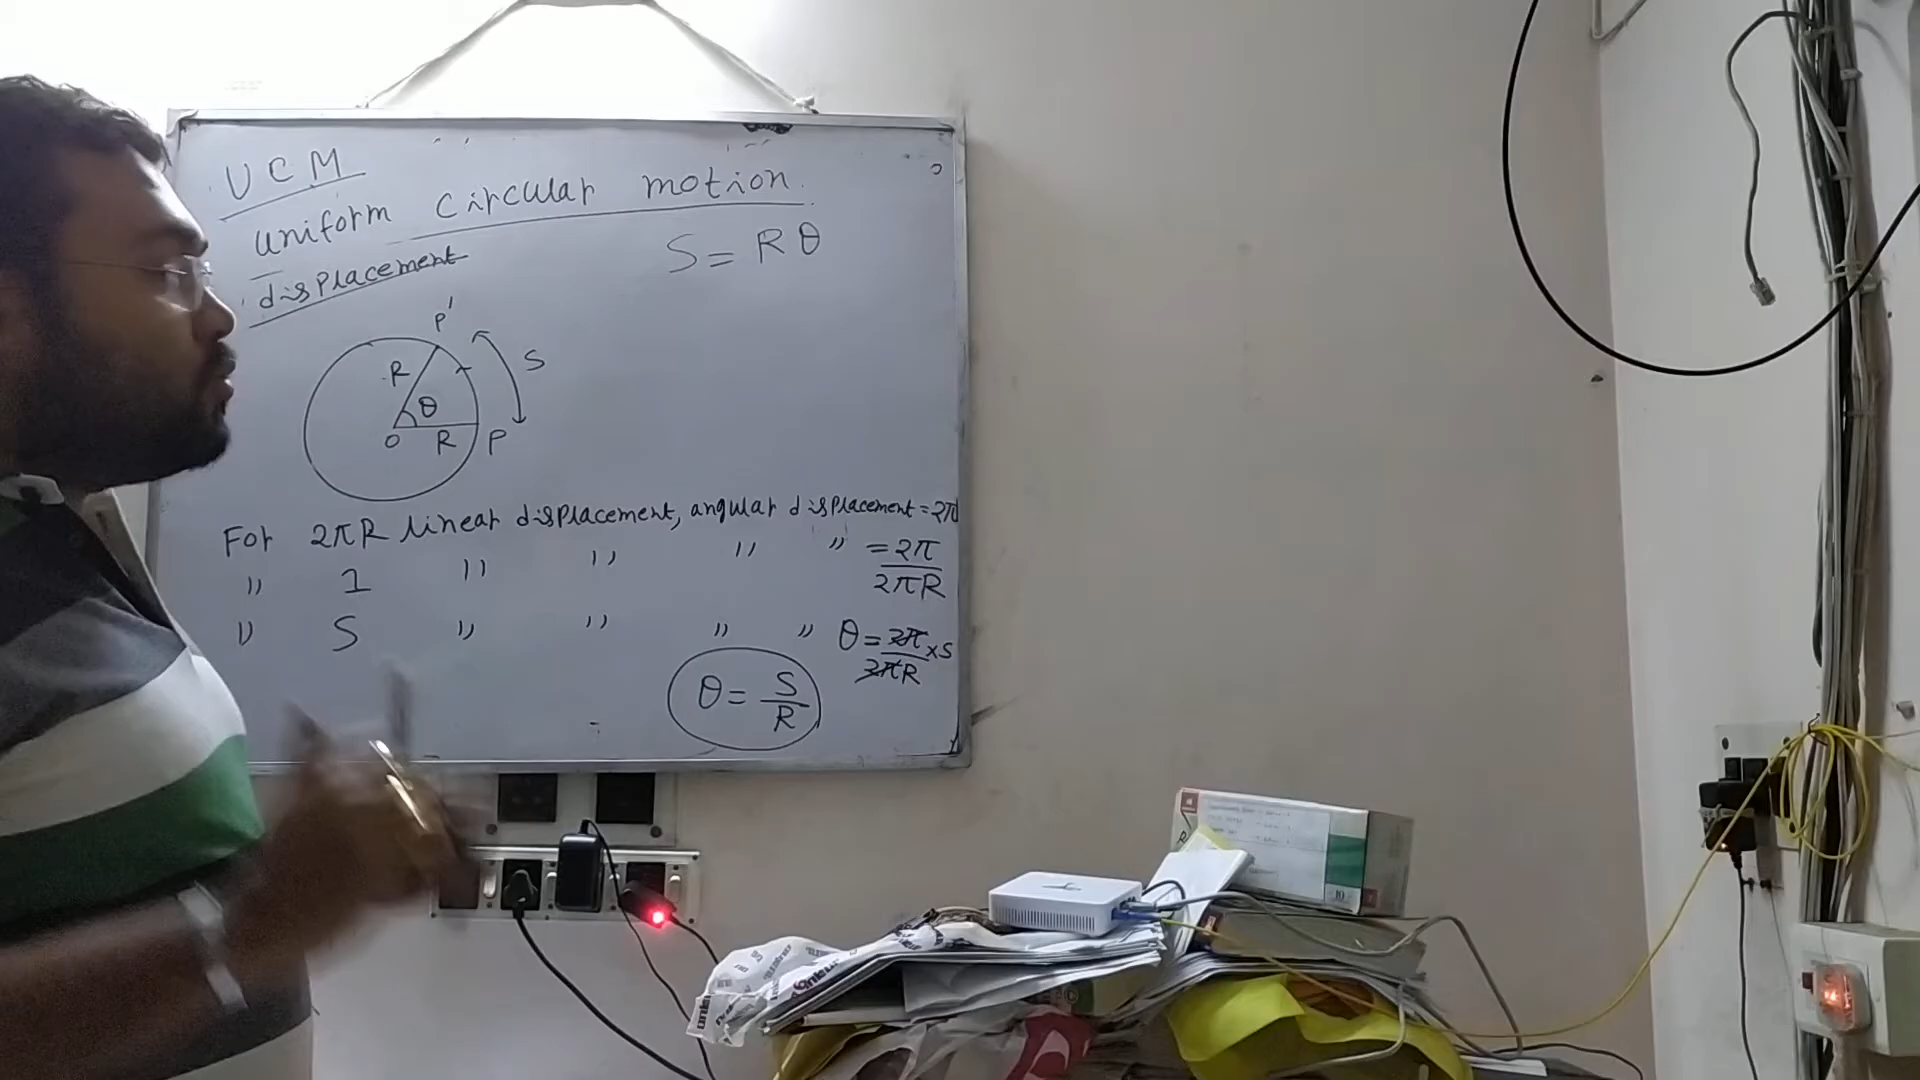 UCM
uniform circular motion.
displacement
S = Rθ
P'
S
R
θ
O R P
For 2πR linear displacement, angular displacement = 2π
〃 1 〃 〃 〃 〃 = 2π/2πR
〃 S 〃 〃 〃 〃 θ = 2π/2πR × S
θ = S/R